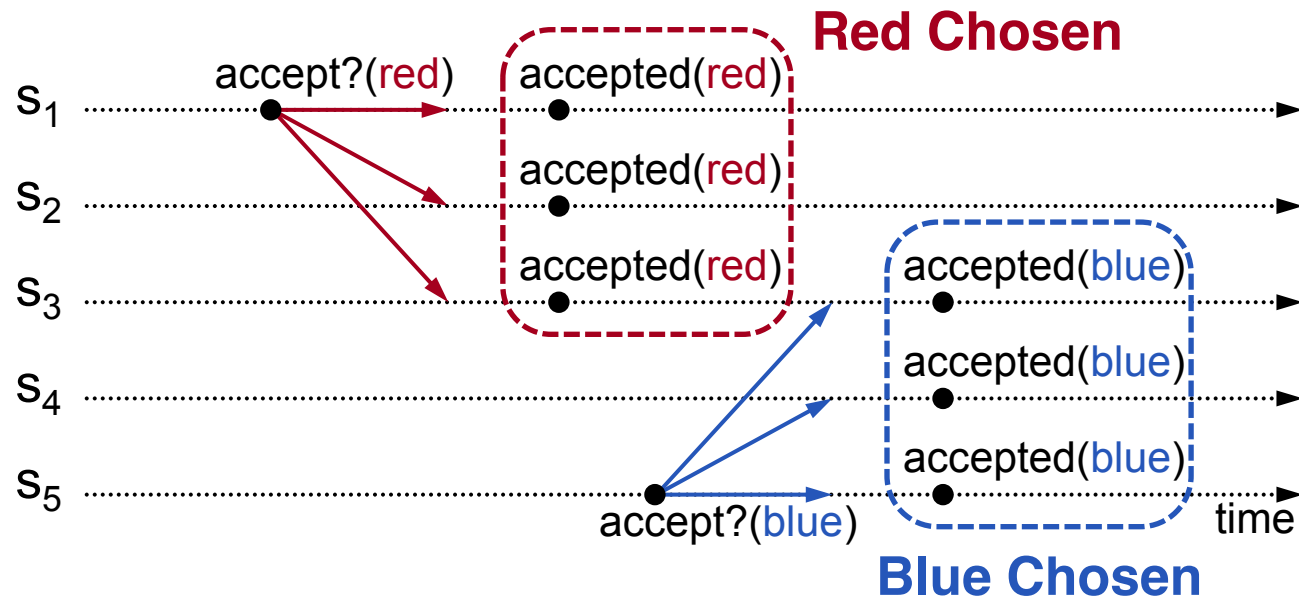 Red Chosen
accept?(red)
accepted(red)
S1
accepted(red)
S2
accepted(red)
accepted(blue)
S3
accepted(blue)
S4
accepted(blue)
S5
accept?(blue)
time
Blue Chosen